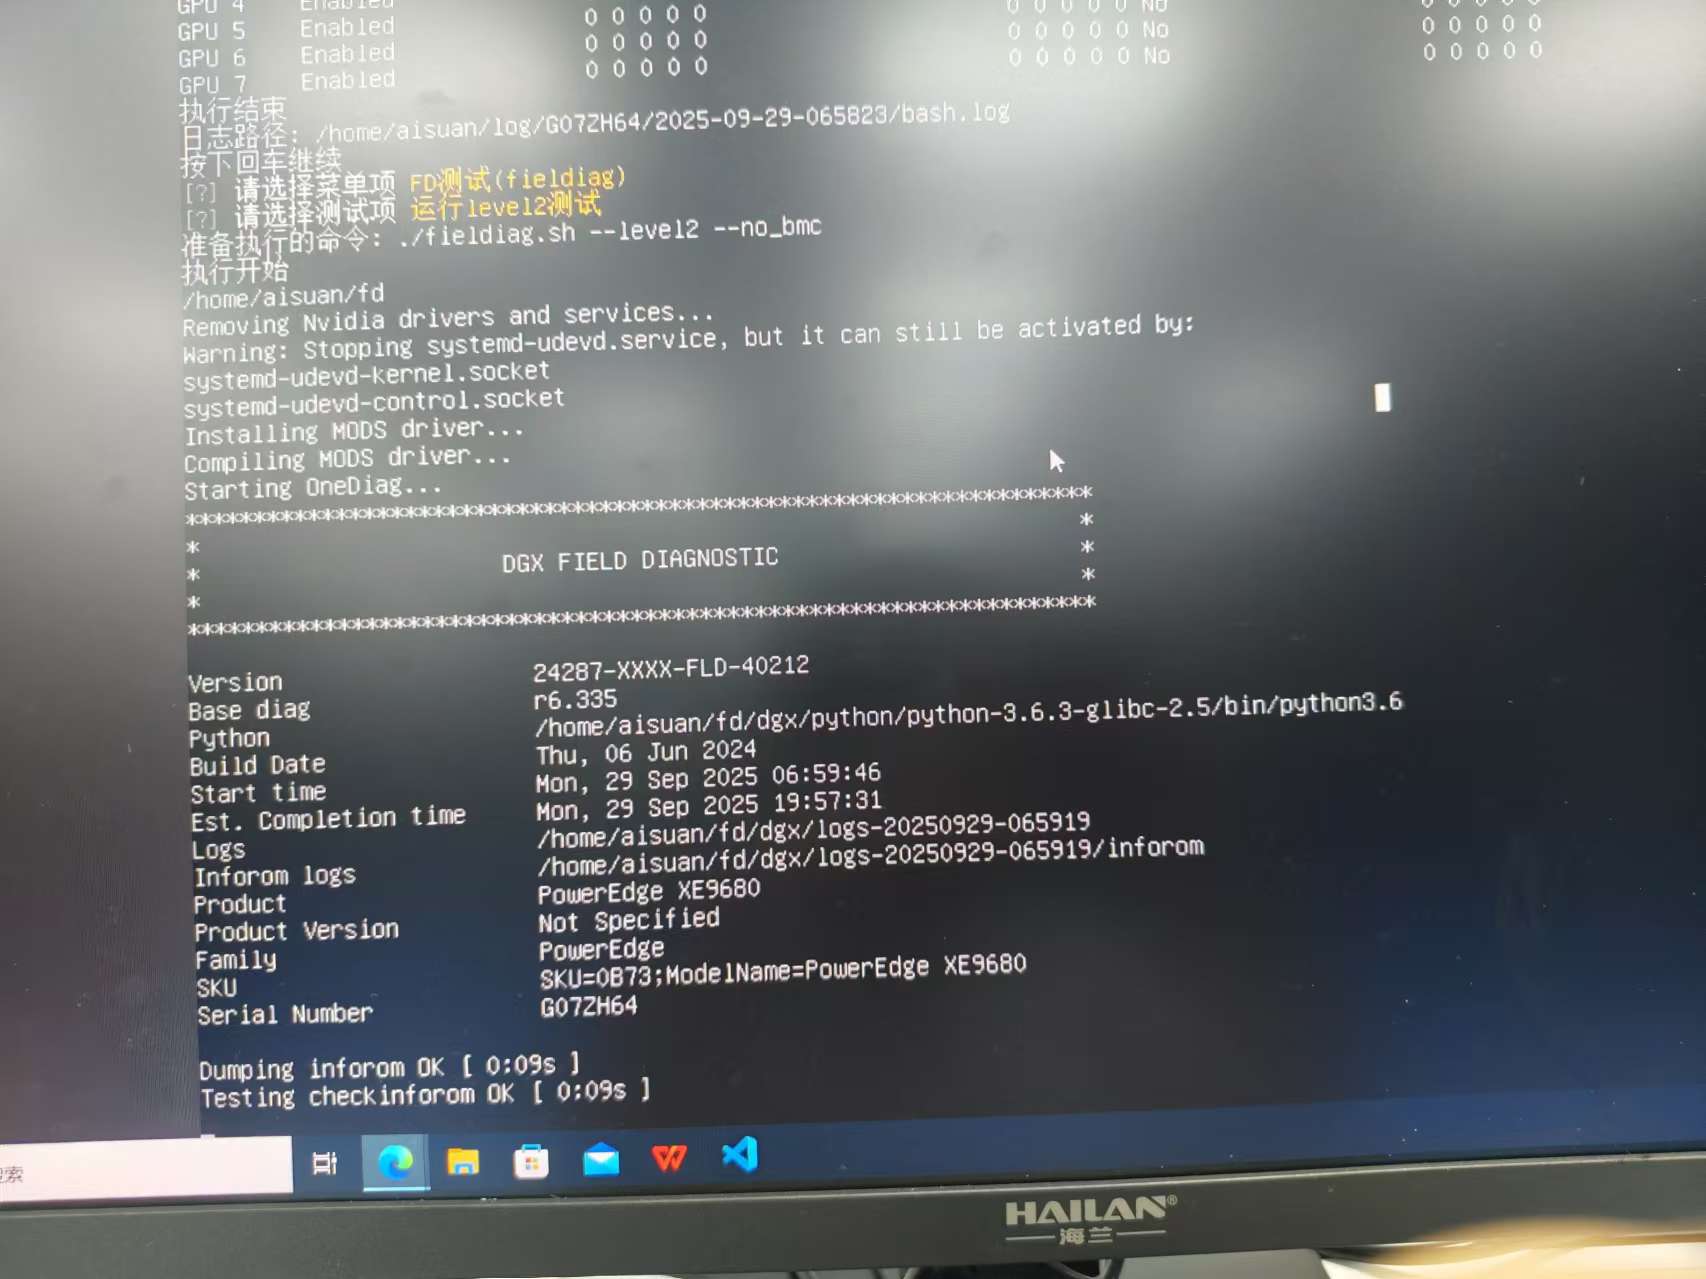 GPU 4 Enabled 0 0 0 0 0 0 0 0 0 0 No 0 0 0 0 0
GPU 5 Enabled 0 0 0 0 0 0 0 0 0 0 No 0 0 0 0 0
GPU 6 Enabled 0 0 0 0 0 0 0 0 0 0 No 0 0 0 0 0
GPU 7 Enabled
执行结束
日志路径: /home/aisuan/log/G07ZH64/2025-09-29-065823/bash.log
按下回车继续
[?] 请选择菜单项 FD测试(fieldiag)
[?] 请选择测试项 运行level2测试
准备执行的命令: ./fieldiag.sh --level2 --no_bmc
执行开始
/home/aisuan/fd
Removing Nvidia drivers and services...
Warning: Stopping systemd-udevd.service, but it can still be activated by:
systemd-udevd-kernel.socket
systemd-udevd-control.socket
Installing MODS driver...
Compiling MODS driver...
Starting OneDiag...
*****************************************************************
* *
* DGX FIELD DIAGNOSTIC *
* *
*****************************************************************
Version 24287-XXXX-FLD-40212
Base diag r6.335
Python /home/aisuan/fd/dgx/python/python-3.6.3-glibc-2.5/bin/python3.6
Build Date Thu, 06 Jun 2024
Start time Mon, 29 Sep 2025 06:59:46
Est. Completion time Mon, 29 Sep 2025 19:57:31
Logs /home/aisuan/fd/dgx/logs-20250929-065919
Inforom logs /home/aisuan/fd/dgx/logs-20250929-065919/inforom
Product PowerEdge XE9680
Product Version Not Specified
Family PowerEdge
SKU SKU=0B73;ModelName=PowerEdge XE9680
Serial Number G07ZH64
Dumping inforom OK [ 0:09s ]
Testing checkinforom OK [ 0:09s ]
索
HAILAN®
海兰